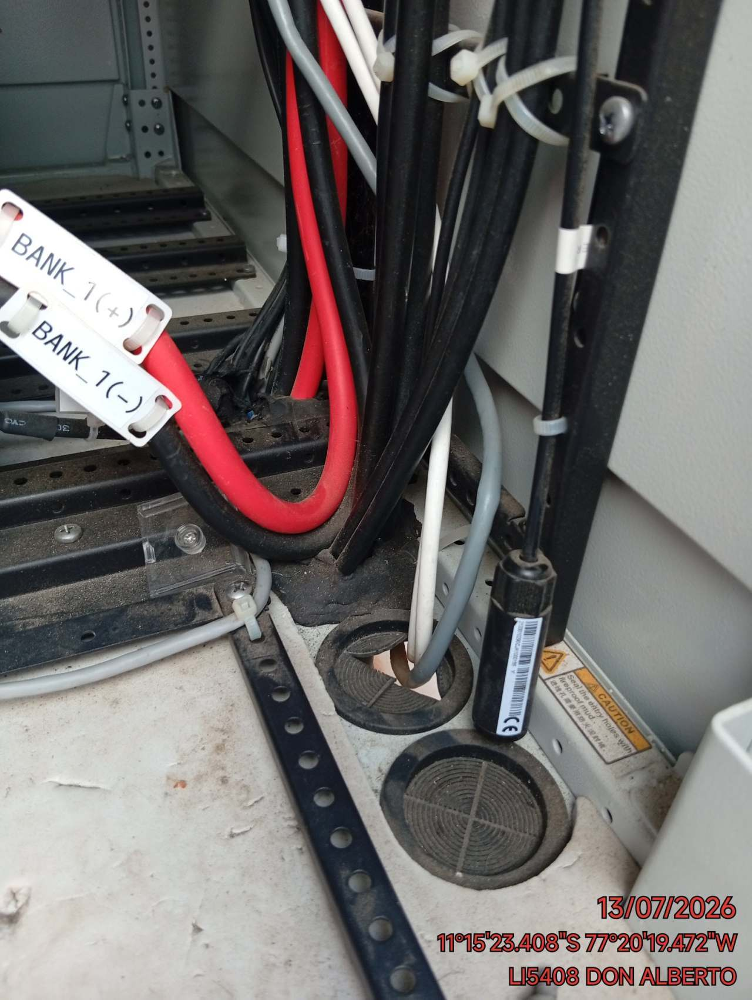 BANK_1(+)
BANK_1(-)
CAUTION
Seal the entry holes with
fireproof mud.
CE
13/07/2026
11°15'23.408"S 77°20'19.472"W
LI5408 DON ALBERTO